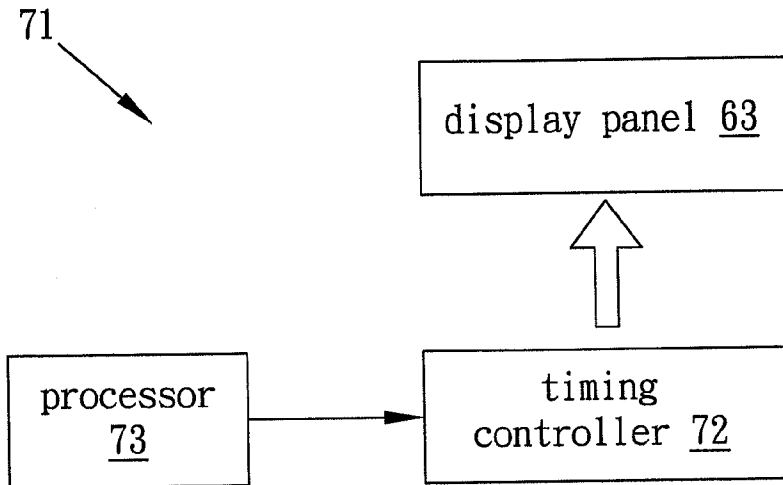 71
display panel 63
processor
73
timing
controller 72